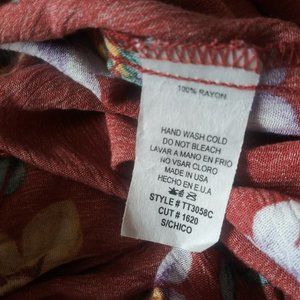 100% RAYON
HAND WASH COLD
DO NOT BLEACH
LAVAR A MANO EN FRIO
NO VSAR CLORO
MADE IN USA
HECHO EN E.U.A
STYLE # TT3058C
CUT # 1620
S/CHICO